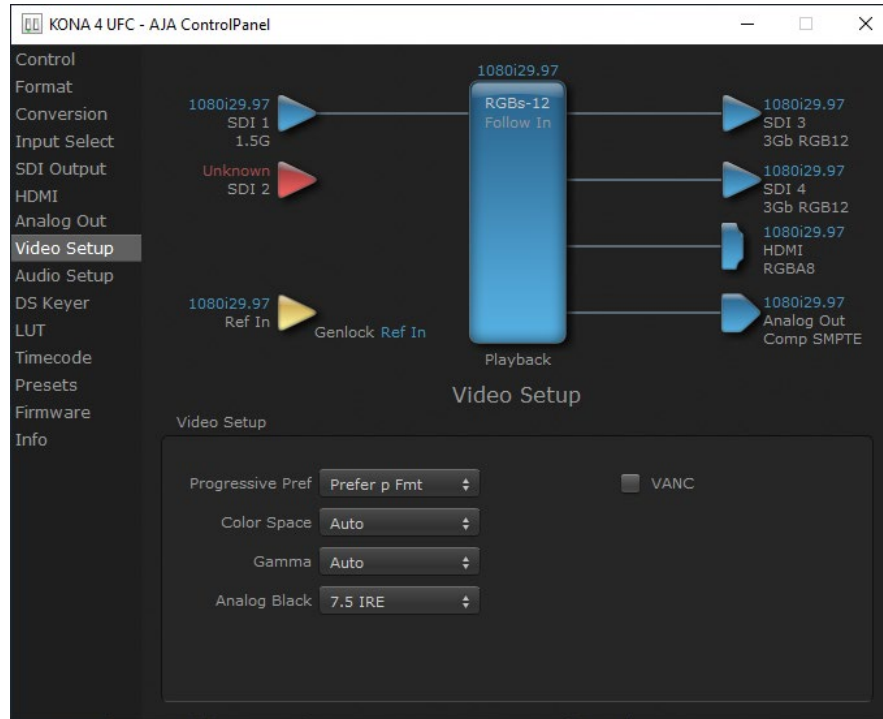 KONA 4 UFC - AJA ControlPanel
Control
Format
Conversion
Input Select
SDI Output
HDMI
Analog Out
Video Setup
Audio Setup
DS Keyer
LUT
Timecode
Presets
Firmware
Info
1080i29.97
SDI 1
1.5G
Unknown
SDI 2
1080i29.97
Ref In
Genlock Ref In
1080i29.97
RGBs-12
Follow In
Playback
1080i29.97
SDI 3
3Gb RGB12
1080i29.97
SDI 4
3Gb RGB12
1080i29.97
HDMI
RGBA8
1080i29.97
Analog Out
Comp SMPTE
Video Setup
Video Setup
Progressive Pref Prefer p Fmt
VANC
Color Space Auto
Gamma Auto
Analog Black 7.5 IRE